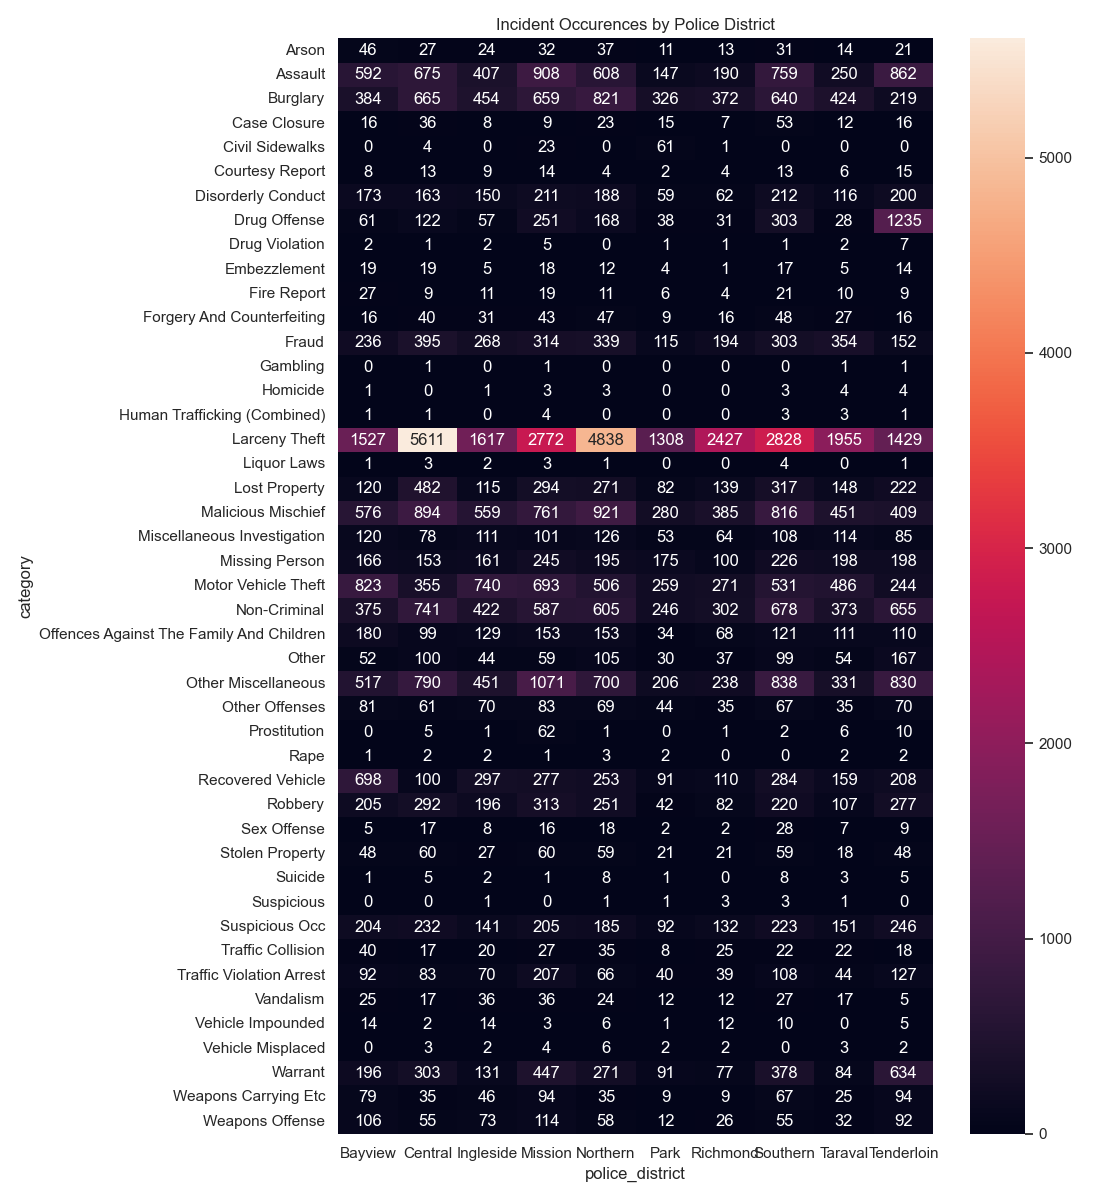 Incident Occurences by Police District
Arson 46 27 24 32 37 11 13 31 14 21
Assault 592 675 407 908 608 147 190 759 250 862
Burglary 384 665 454 659 821 326 372 640 424 219
Case Closure 16 36 8 9 23 15 7 53 12 16
Civil Sidewalks 0 4 0 23 0 61 1 0 0 0
Courtesy Report 8 13 9 14 4 2 4 13 6 15
Disorderly Conduct 173 163 150 211 188 59 62 212 116 200
Drug Offense 61 122 57 251 168 38 31 303 28 1235
Drug Violation 2 1 2 5 0 1 1 1 2 7
Embezzlement 19 19 5 18 12 4 1 17 5 14
Fire Report 27 9 11 19 11 6 4 21 10 9
Forgery And Counterfeiting 16 40 31 43 47 9 16 48 27 16
Fraud 236 395 268 314 339 115 194 303 354 152
Gambling 0 1 0 1 0 0 0 0 1 1
Homicide 1 0 1 3 3 0 0 3 4 4
Human Trafficking (Combined) 1 1 0 4 0 0 0 3 3 1
Larceny Theft 1527 5611 1617 2772 4838 1308 2427 2828 1955 1429
Liquor Laws 1 3 2 3 1 0 0 4 0 1
Lost Property 120 482 115 294 271 82 139 317 148 222
Malicious Mischief 576 894 559 761 921 280 385 816 451 409
Miscellaneous Investigation 120 78 111 101 126 53 64 108 114 85
Missing Person 166 153 161 245 195 175 100 226 198 198
Motor Vehicle Theft 823 355 740 693 506 259 271 531 486 244
Non-Criminal 375 741 422 587 605 246 302 678 373 655
Offences Against The Family And Children 180 99 129 153 153 34 68 121 111 110
Other 52 100 44 59 105 30 37 99 54 167
Other Miscellaneous 517 790 451 1071 700 206 238 838 331 830
Other Offenses 81 61 70 83 69 44 35 67 35 70
Prostitution 0 5 1 62 1 0 1 2 6 10
Rape 1 2 2 1 3 2 0 0 2 2
Recovered Vehicle 698 100 297 277 253 91 110 284 159 208
Robbery 205 292 196 313 251 42 82 220 107 277
Sex Offense 5 17 8 16 18 2 2 28 7 9
Stolen Property 48 60 27 60 59 21 21 59 18 48
Suicide 1 5 2 1 8 1 0 8 3 5
Suspicious 0 0 1 0 1 1 3 3 1 0
Suspicious Occ 204 232 141 205 185 92 132 223 151 246
Traffic Collision 40 17 20 27 35 8 25 22 22 18
Traffic Violation Arrest 92 83 70 207 66 40 39 108 44 127
Vandalism 25 17 36 36 24 12 12 27 17 5
Vehicle Impounded 14 2 14 3 6 1 12 10 0 5
Vehicle Misplaced 0 3 2 4 6 2 2 0 3 2
Warrant 196 303 131 447 271 91 77 378 84 634
Weapons Carrying Etc 79 35 46 94 35 9 9 67 25 94
Weapons Offense 106 55 73 114 58 12 26 55 32 92
Bayview Central Ingleside Mission Northern Park Richmond Southern Taraval Tenderloin
police_district
category
5000
4000
3000
2000
1000
0